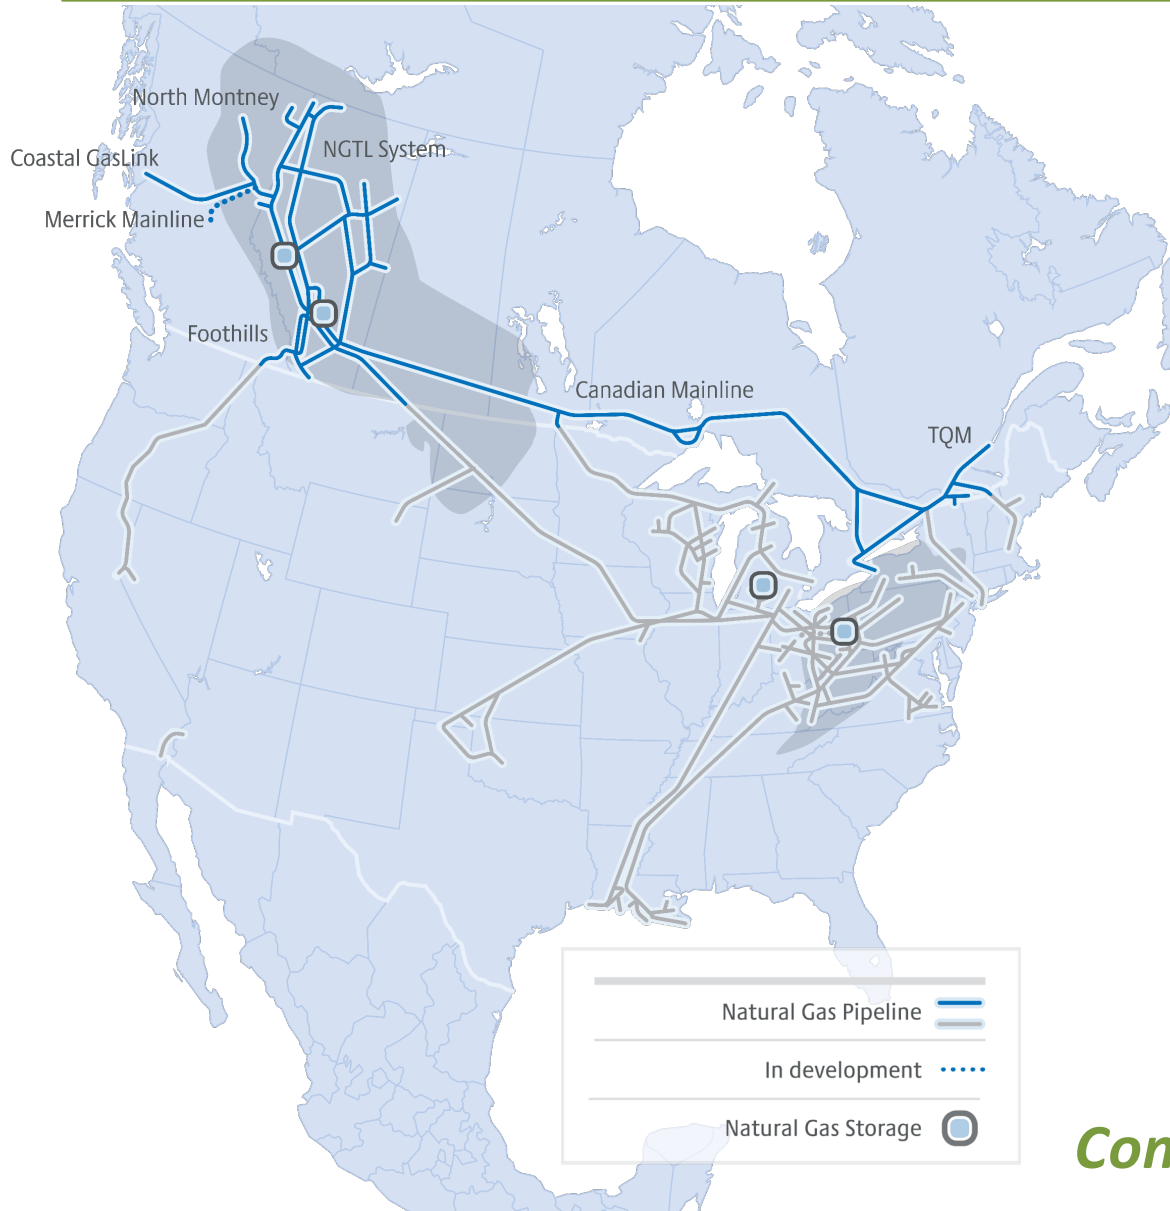 North Montney
NGTL System
Coastal GasLink
Merrick Mainline
Foothills
Canadian Mainline
TQM
Natural Gas Pipeline
In development
Natural Gas Storage
Con